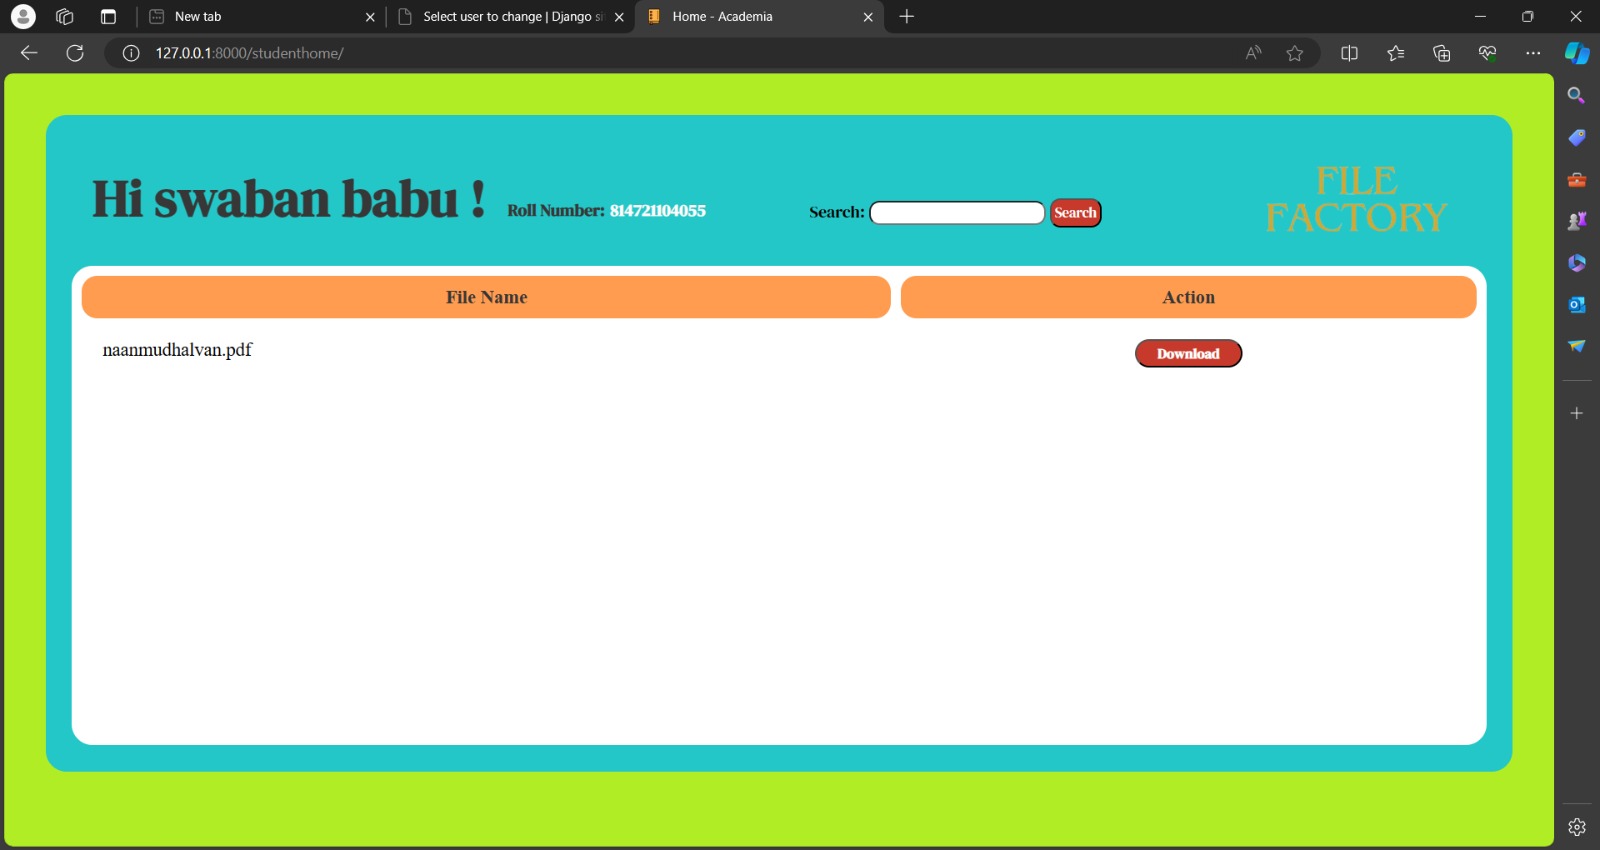 New tab
Select user to change | Django si
Home - Academia
127.0.0.1:8000/studenthome/
Hi swaban babu !
Roll Number: 814721104055
Search:
Search
FILE
FACTORY
File Name
Action
naanmudhalvan.pdf
Download